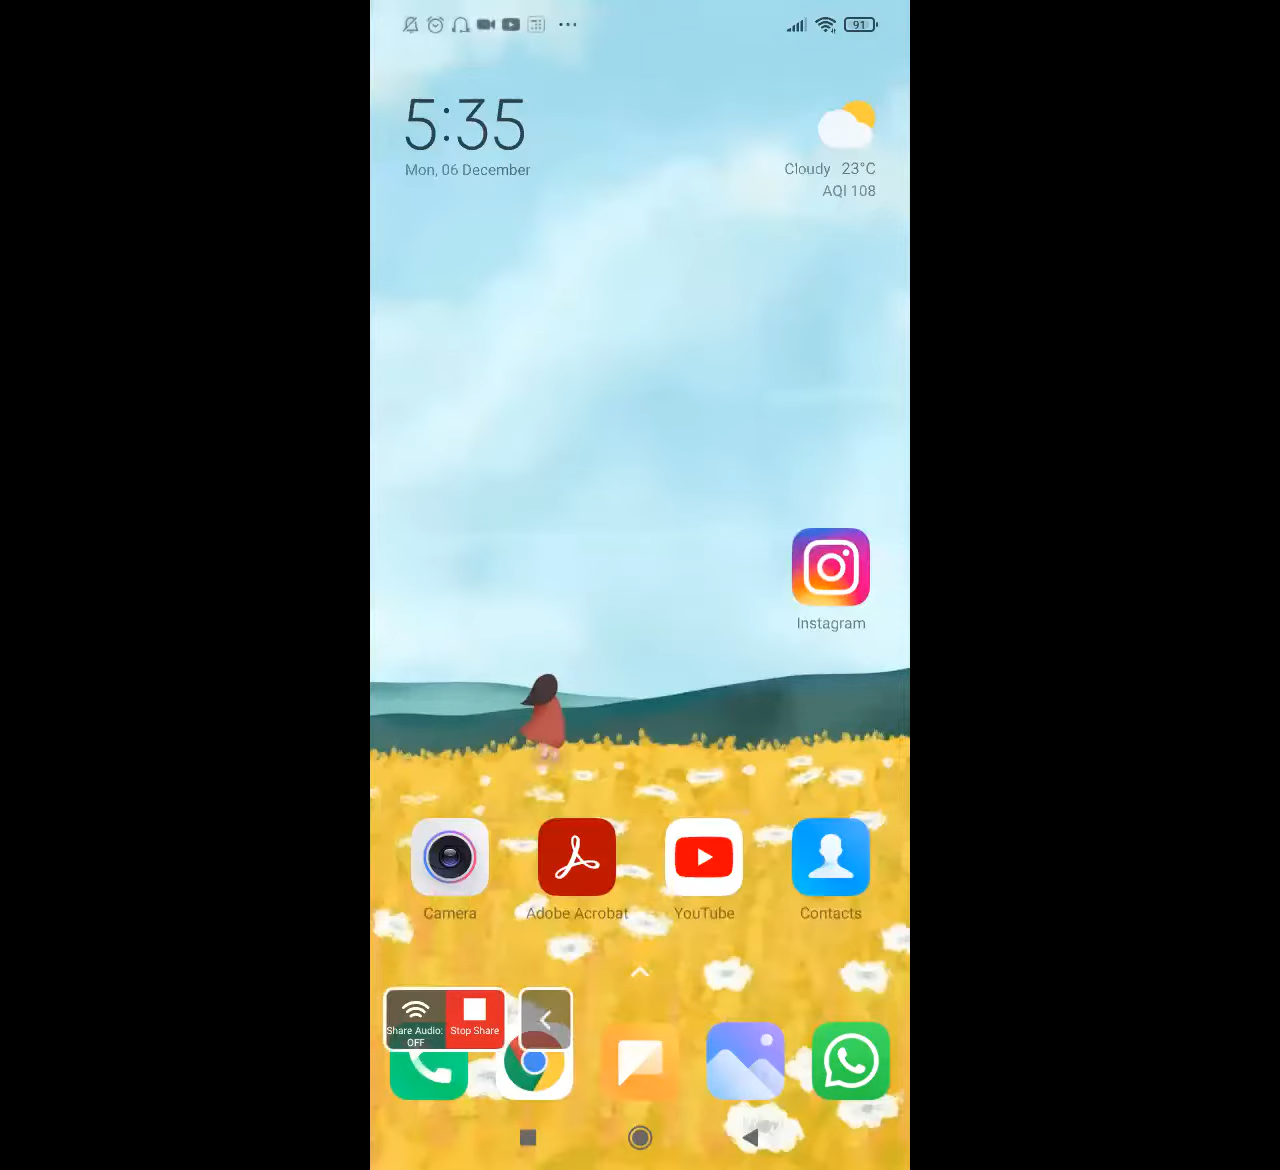 91
5:35
Mon, 06 December
Cloudy 23°C
AQI 108
Instagram
Camera
Adobe Acrobat
YouTube
Contacts
Share Audio:
OFF
Stop Share